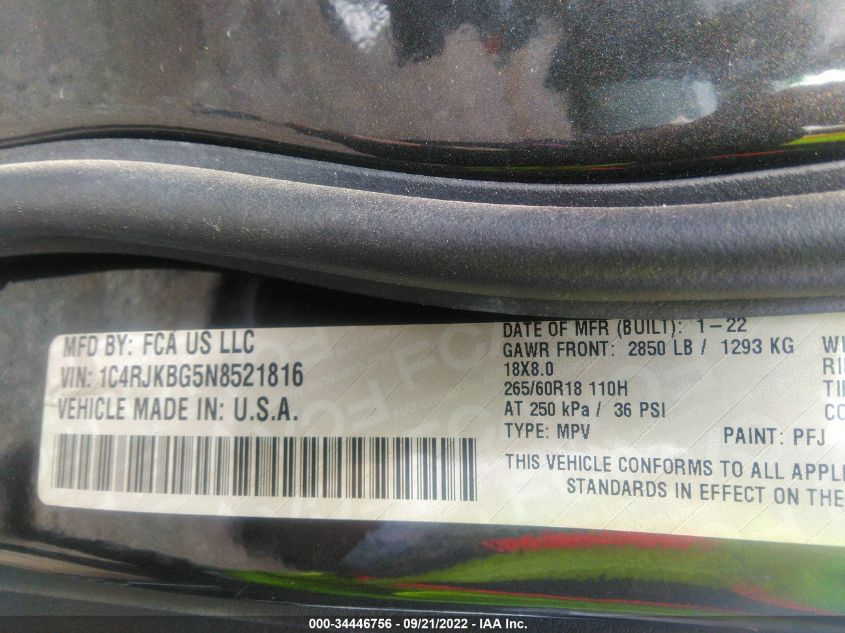 MFD BY: FCA US LLC
VIN: 1C4RJKBG5N8521816
VEHICLE MADE IN: U.S.A.
DATE OF MFR (BUILT): 1-22
GAWR FRONT: 2850 LB / 1293 KG
18X8.0
265/60R18 110H
AT 250 kPa / 36 PSI
TYPE: MPV PAINT: PFJ
THIS VEHICLE CONFORMS TO ALL
STANDARDS IN EFFECT ON THE
000-34446756 - 09/21/2022 - IAA Inc.